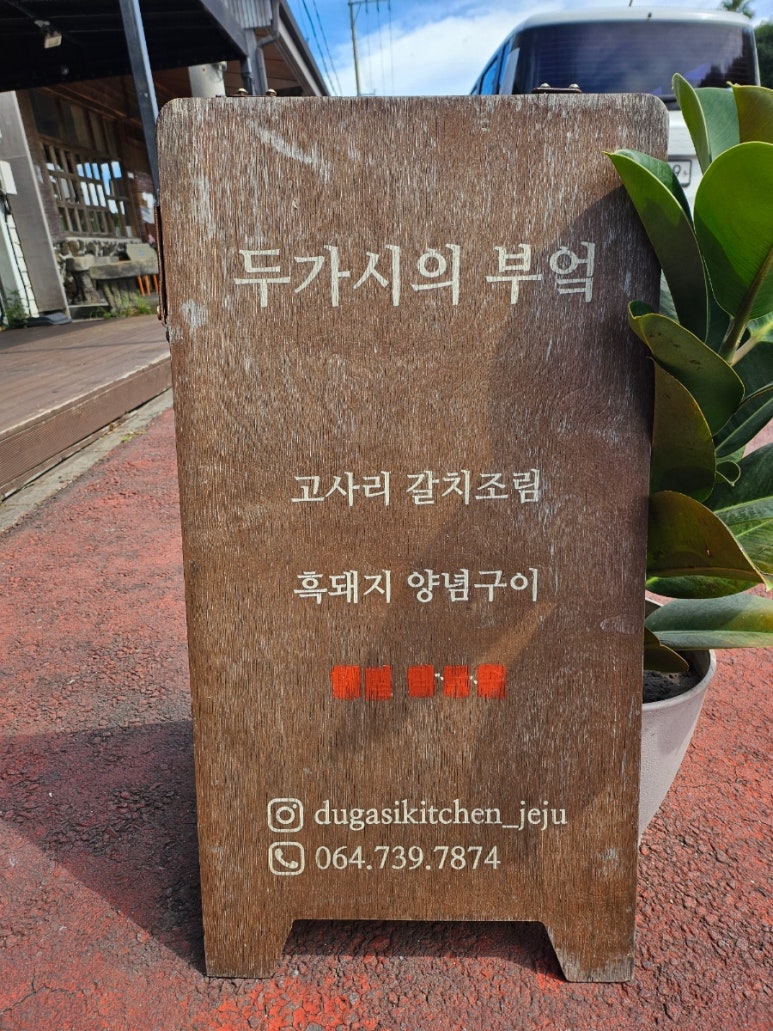 두가시의 부엌
고사리 갈치조림
흑돼지 양념구이
dugasikitchen_jeju
064.739.7874